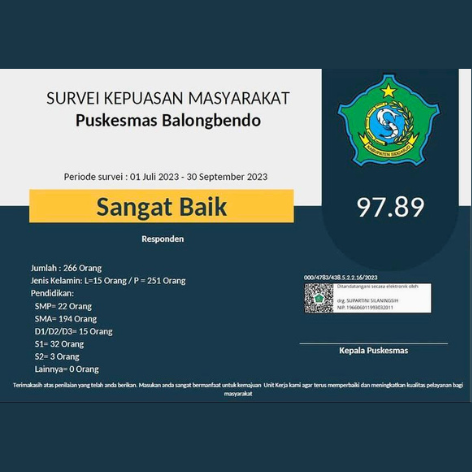 SURVEI KEPUASAN MASYARAKAT
Puskesmas Balongbendo
Periode survei : 01 Juli 2023 - 30 September 2023
Sangat Baik
97.89
Responden
Jumlah : 266 Orang
Jenis Kelamin: L=15 Orang / P = 251 Orang
Pendidikan:
SMP= 22 Orang
SMA= 194 Orang
D1/D2/D3= 15 Orang
S1= 32 Orang
S2= 3 Orang
Lainnya= 0 Orang
000/4783/438.5.2.2.16/2023
Ditandatangani secara elektronik oleh
drg. SUPARTINI SILANINGSIH
NIP.
Kepala Puskesmas
Terimakasih atas penilaian yang telah anda berikan. Masukan anda sangat bermanfaat untuk kemajuan Unit Kerja kami agar terus memperbaiki dan meningkatkan kualitas pelayanan bagi
masyarakat